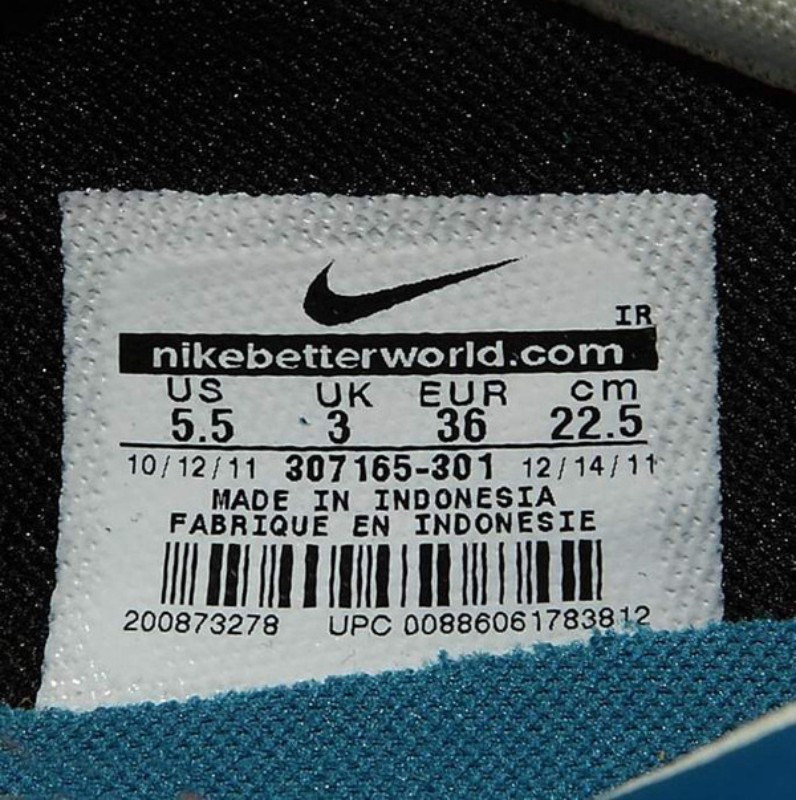 IR
nikebetterworld.com
US UK EUR cm
5.5 3 36 22.5
10/12/11 307165-301 12/14/11
MADE IN INDONESIA
FABRIQUE EN INDONESIE
200873278 UPC 00886061783812